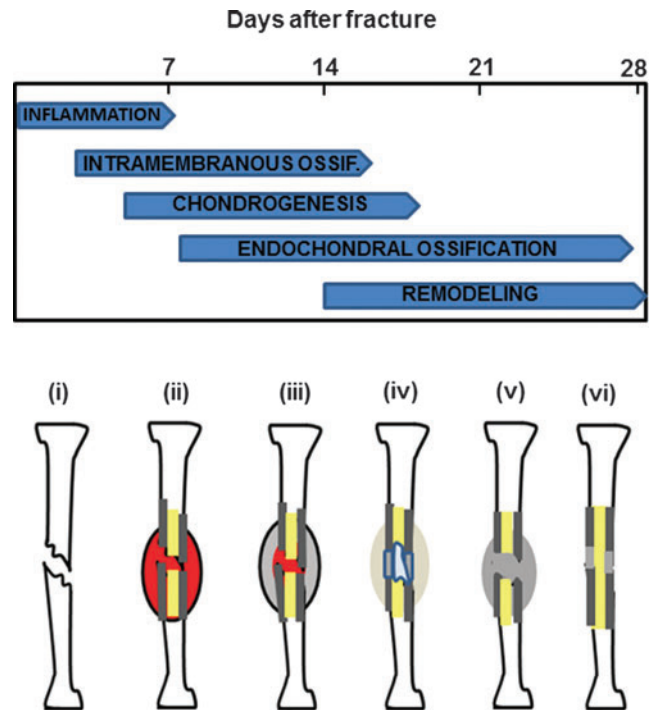 Days after fracture
7 14 21 28
INFLAMMATION
INTRAMEMBRANOUS OSSIF.
CHONDROGENESIS
ENDOCHONDRAL OSSIFICATION
REMODELING
(i) (ii) (iii) (iv) (v) (vi)